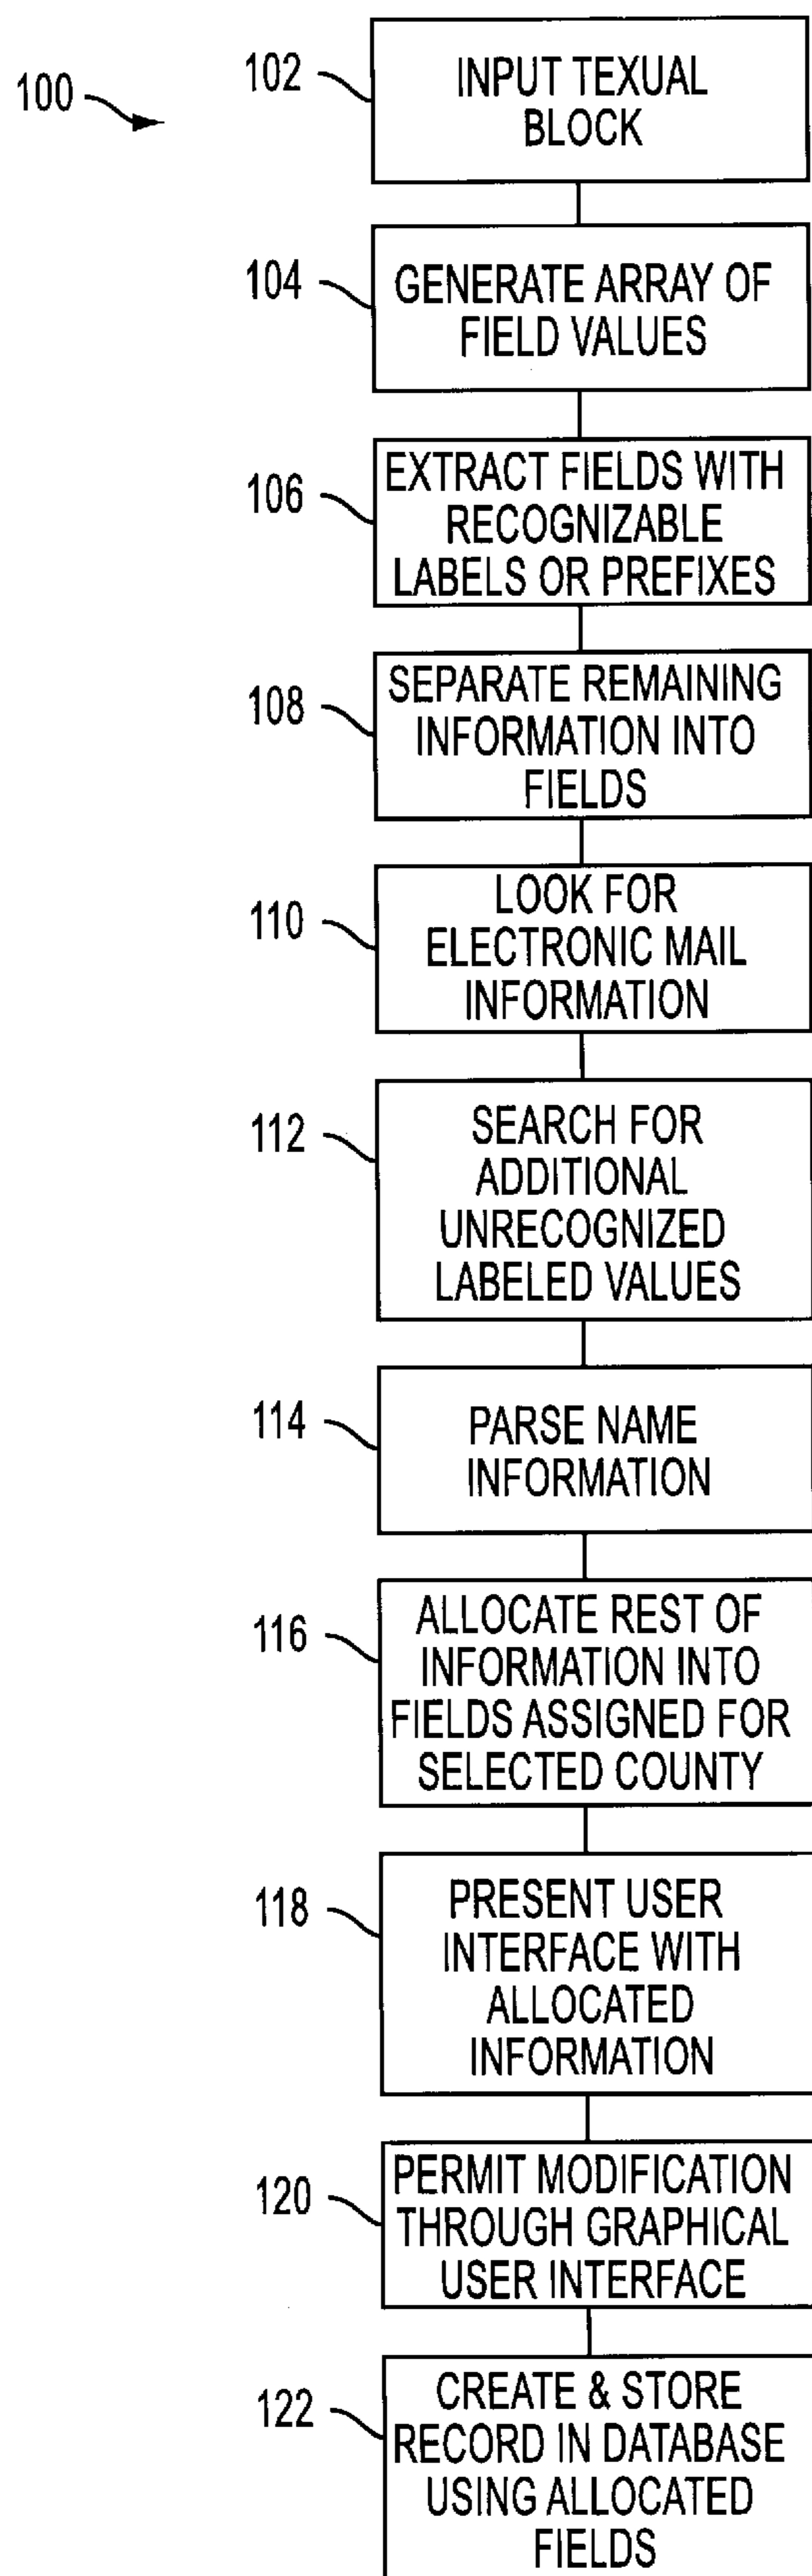 100
102
INPUT TEXUAL
BLOCK
104
GENERATE ARRAY OF
FIELD VALUES
106
EXTRACT FIELDS WITH
RECOGNIZABLE
LABELS OR PREFIXES
108
SEPARATE REMAINING
INFORMATION INTO
FIELDS
110
LOOK FOR
ELECTRONIC MAIL
INFORMATION
112
SEARCH FOR
ADDITIONAL
UNRECOGNIZED
LABELED VALUES
114
PARSE NAME
INFORMATION
116
ALLOCATE REST OF
INFORMATION INTO
FIELDS ASSIGNED FOR
SELECTED COUNTY
118
PRESENT USER
INTERFACE WITH
ALLOCATED
INFORMATION
120
PERMIT MODIFICATION
THROUGH GRAPHICAL
USER INTERFACE
122
CREATE & STORE
RECORD IN DATABASE
USING ALLOCATED
FIELDS